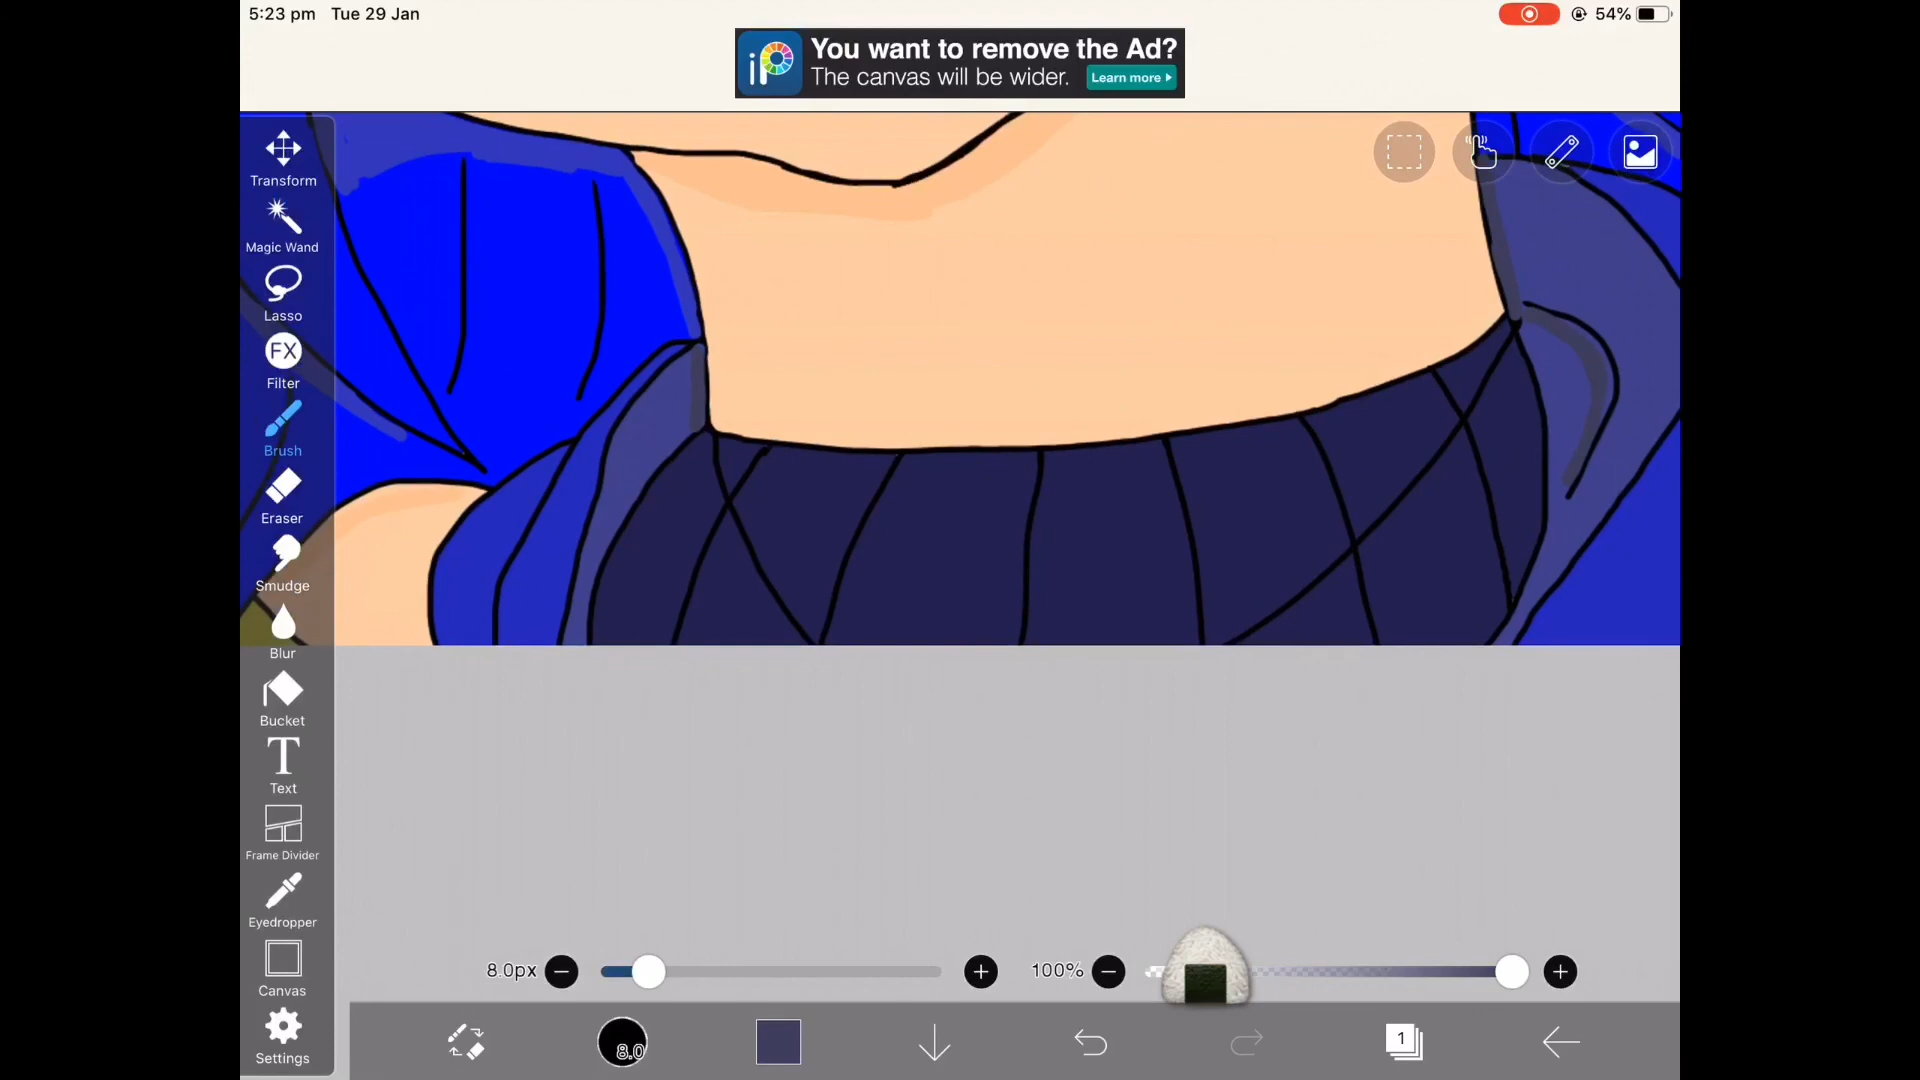 5:23 pm Tue 29 Jan
54%
iP
You want to remove the Ad?
The canvas will be wider.
Learn more
Transform
Magic Wand
Lasso
FX
Filter
Brush
Eraser
Smudge
Blur
Bucket
T
Text
Frame Divider
Eyedropper
Canvas
Settings
8.0px
100%
8.0
1